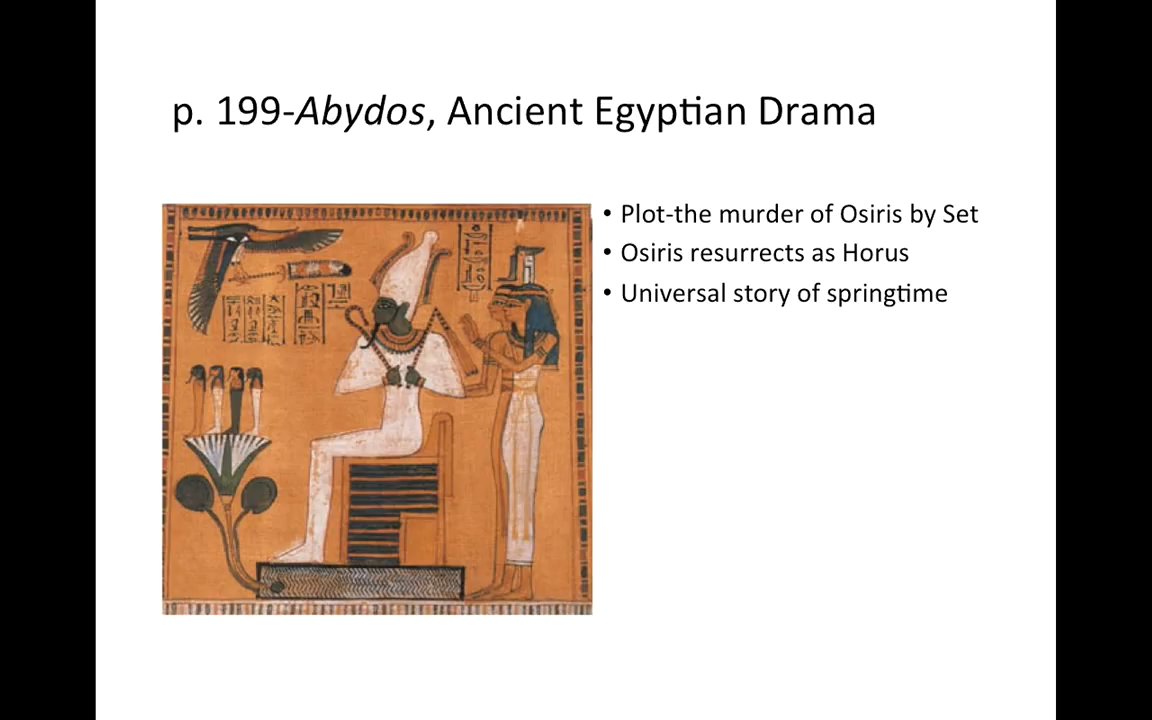 p. 199-Abydos, Ancient Egyptian Drama
• Plot-the murder of Osiris by Set
• Osiris resurrects as Horus
• Universal story of springtime